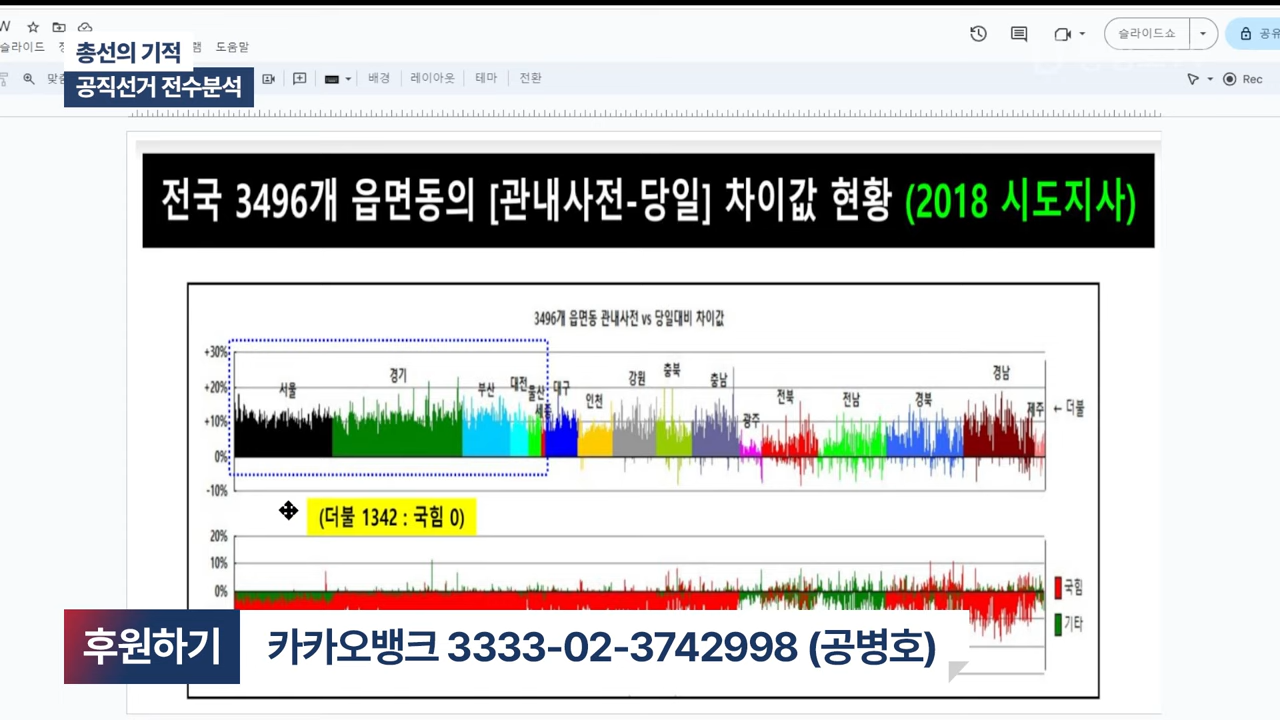 슬라이드
도움말
슬라이드쇼
공유
총선의 기적
공직선거 전수분석
배경
레이아웃
테마
전환
Rec
전국 3496개 읍면동의 [관내사전-당일] 차이값 현황 (2018 시도지사)
3496개 읍면동 관내사전 vs 당일대비 차이값
+30%
+20%
+10%
0%
-10%
서울
경기
부산
대전
울산
세종
대구
인천
강원
충북
충남
광주
전북
전남
경북
경남
제주
← 더불
(더불 1342 : 국힘 0)
20%
10%
0%
국힘
기타
후원하기
카카오뱅크 3333-02-3742998 (공병호)